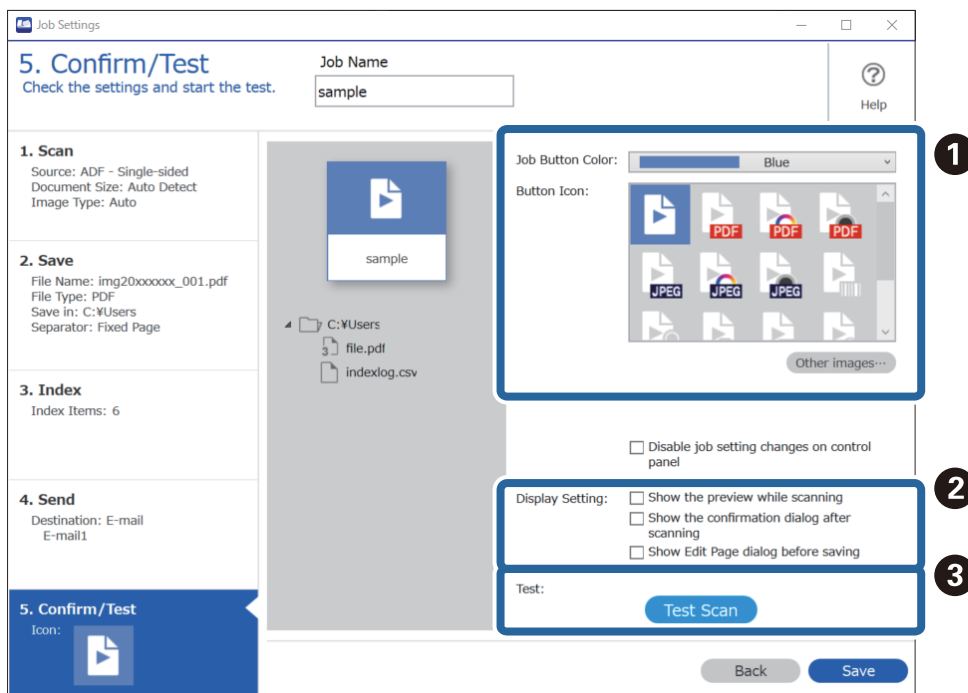 Job Settings
5. Confirm/Test
Check the settings and start the test.
Job Name
sample
Help
1. Scan
Source: ADF - Single-sided
Document Size: Auto Detect
Image Type: Auto
2. Save
File Name: img20xxxxxx_001.pdf
File Type: PDF
Save in: C:¥Users
Separator: Fixed Page
3. Index
Index Items: 6
4. Send
Destination: E-mail
E-mail1
5. Confirm/Test
Icon:
sample
C:¥Users
3 file.pdf
indexlog.csv
1
Job Button Color: Blue
Button Icon:
PDF PDF PDF
JPEG JPEG JPEG
Other images···
Disable job setting changes on control
panel
2
Display Setting: Show the preview while scanning
Show the confirmation dialog after
scanning
Show Edit Page dialog before saving
3
Test:
Test Scan
Back Save